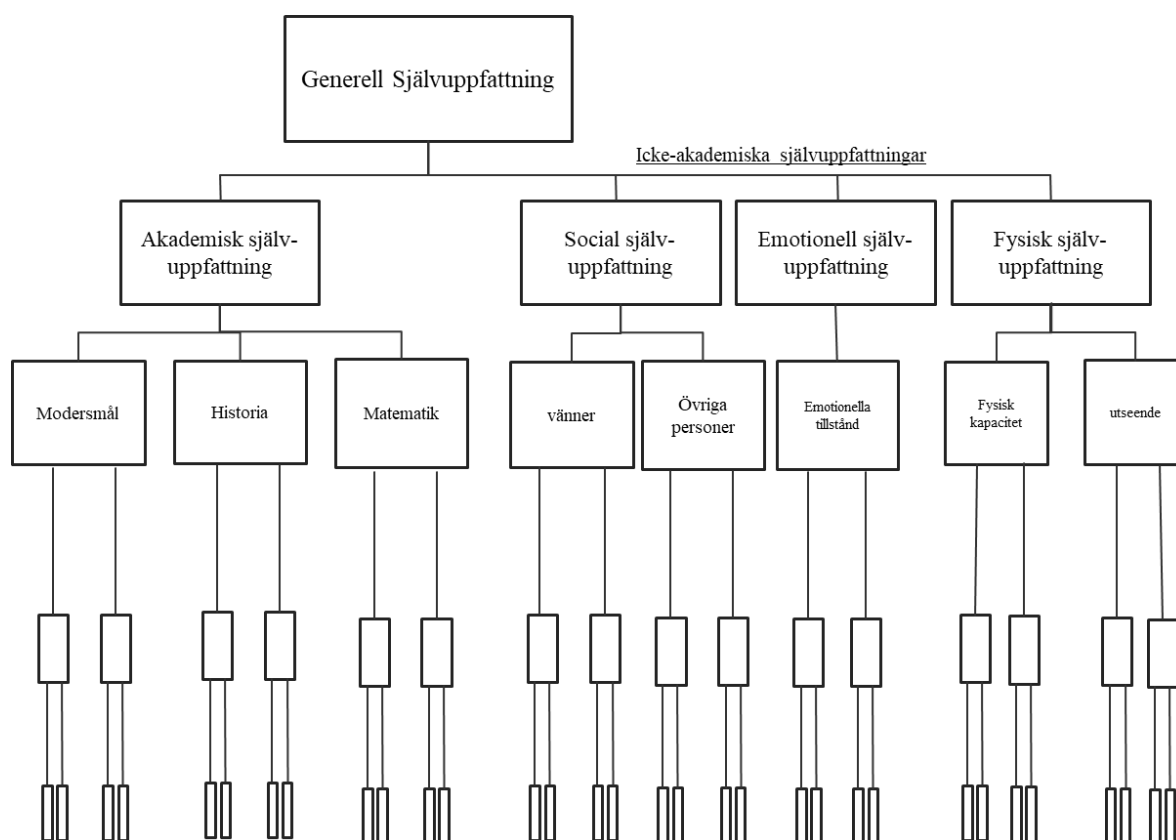 Generell Självuppfattning
Icke-akademiska självuppfattningar
Akademisk själv-
uppfattning
Social själv-
uppfattning
Emotionell själv-
uppfattning
Fysisk själv-
uppfattning
Modersmål
Historia
Matematik
vänner
Övriga
personer
Emotionella
tillstånd
Fysisk
kapacitet
utseende